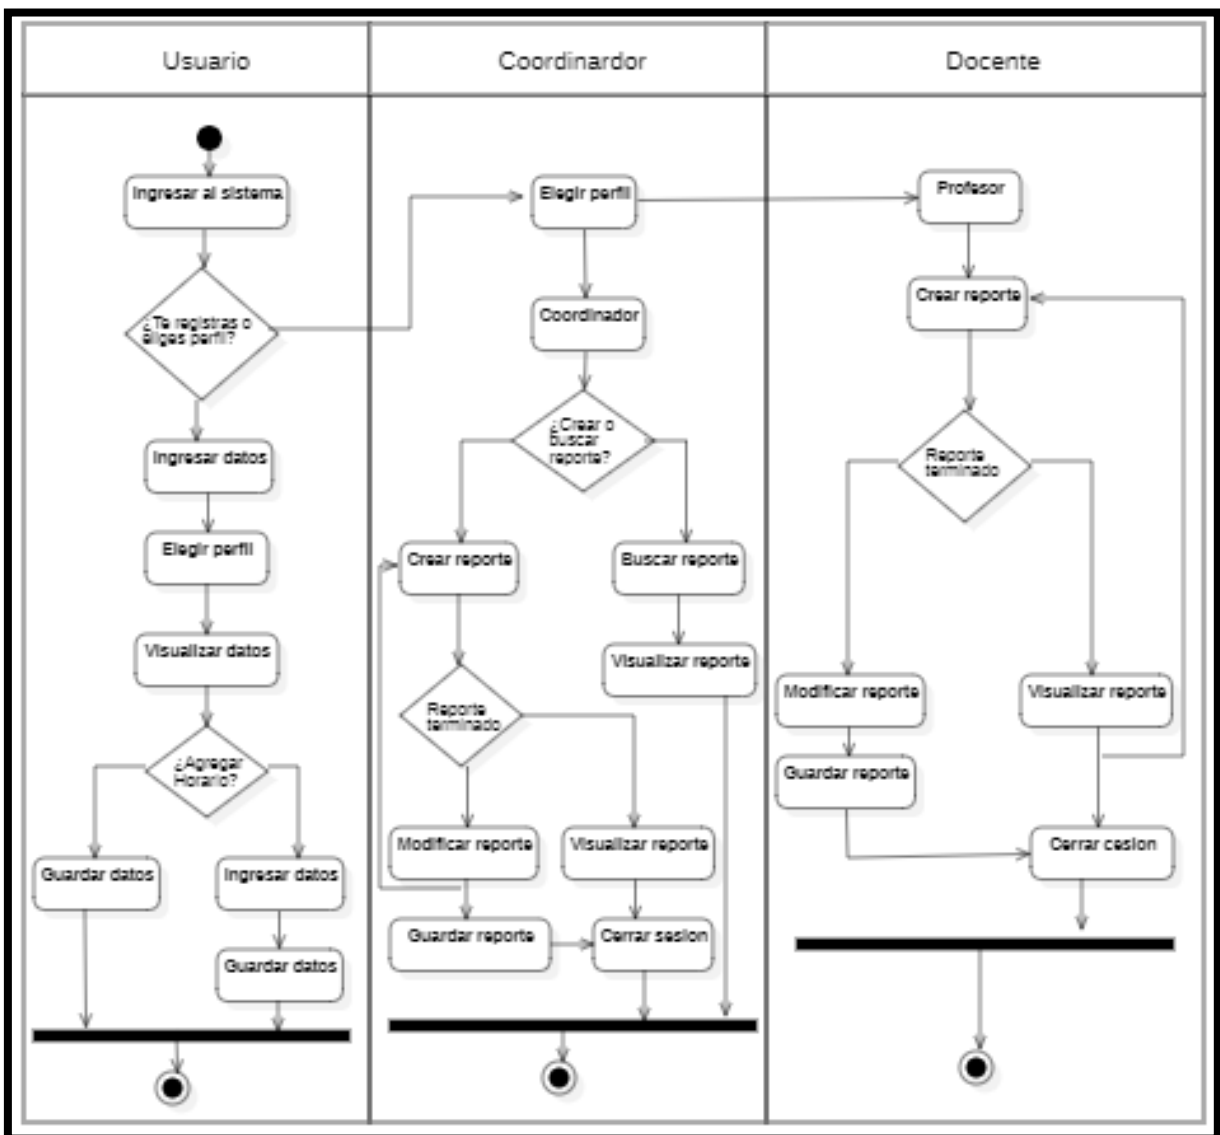 Usuario
Coordinardor
Docente
Ingresar al sistema
¿Te registras o
eliges perfil?
Ingresar datos
Elegir perfil
Visualizar datos
¿Agregar
Horario?
Guardar datos
Ingresar datos
Guardar datos
Elegir perfil
Coordinador
¿Crear o
buscar
reporte?
Crear reporte
Buscar reporte
Visualizar reporte
Reporte
terminado
Modificar reporte
Visualizar reporte
Guardar reporte
Cerrar sesion
Profesor
Crear reporte
Reporte
terminado
Modificar reporte
Visualizar reporte
Guardar reporte
Cerrar cesion